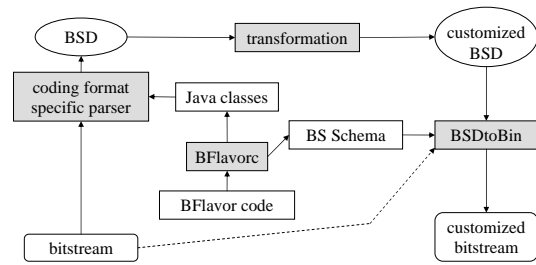 BSD
transformation
customized
BSD
coding format
specific parser
Java classes
BFlavorc
BS Schema
BSDtoBin
BFlavor code
bitstream
customized
bitstream